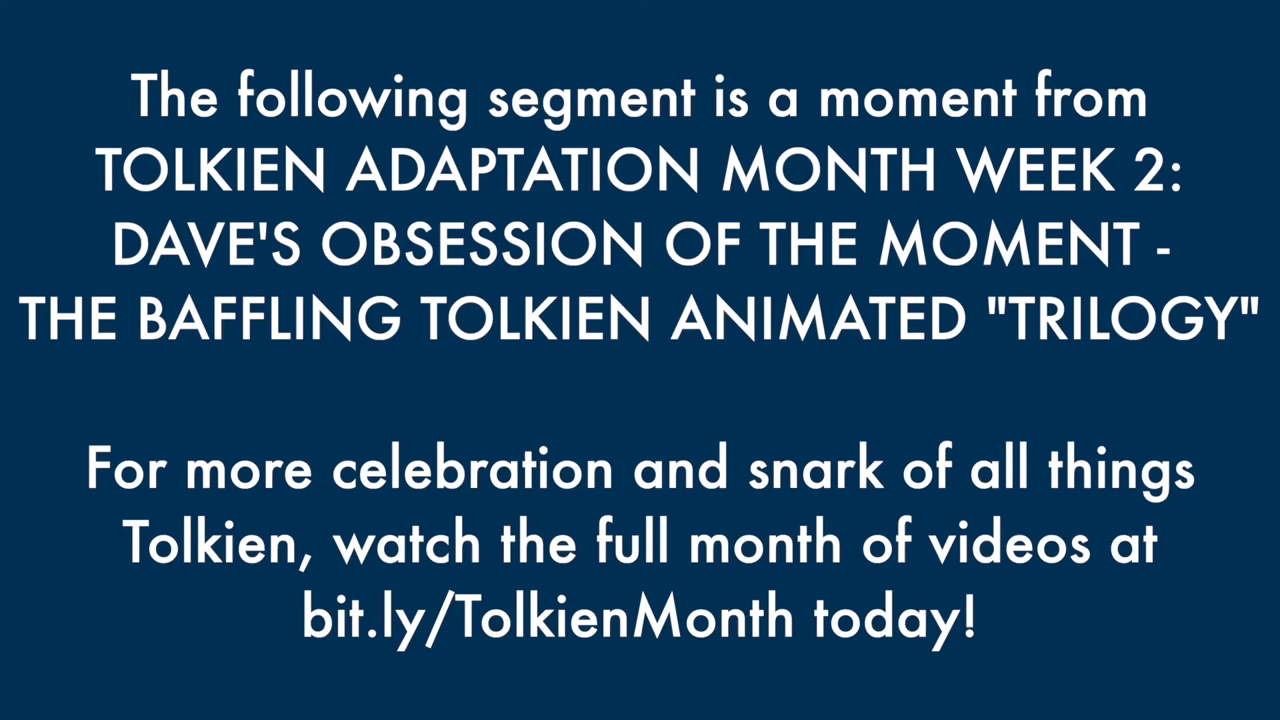 The following segment is a moment from
TOLKIEN ADAPTATION MONTH WEEK 2:
DAVE'S OBSESSION OF THE MOMENT -
THE BAFFLING TOLKIEN ANIMATED "TRILOGY"
For more celebration and snark of all things
Tolkien, watch the full month of videos at
bit.ly/TolkienMonth today!